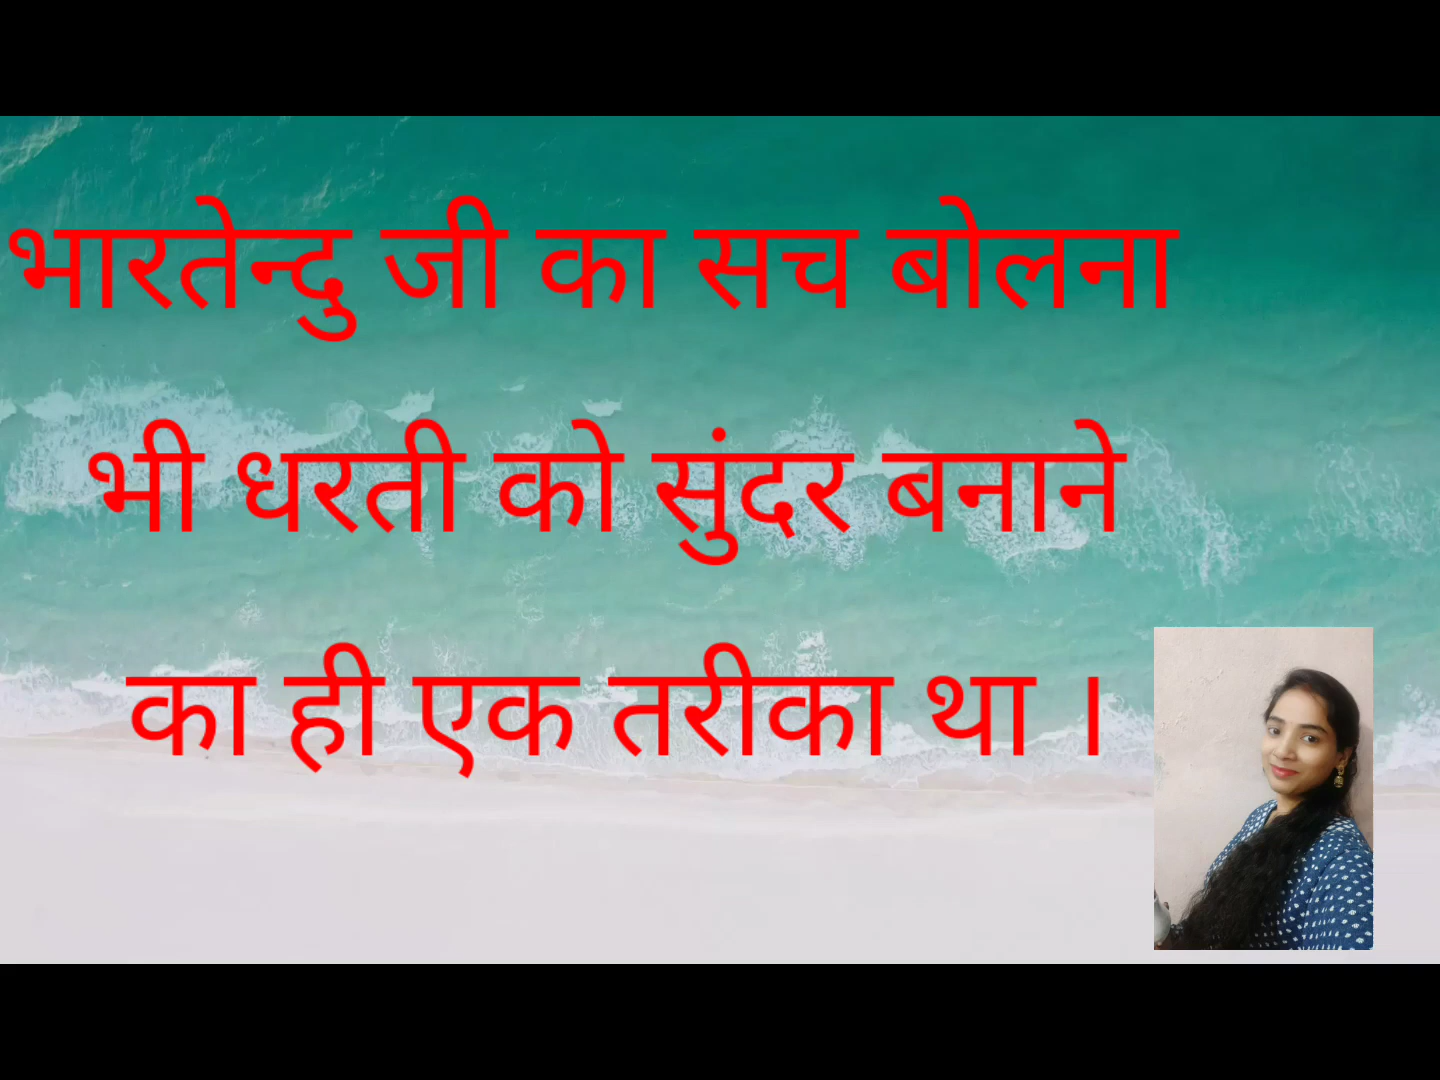 भारतेन्दु जी का सच बोलना
भी धरती को सुंदर बनाने
का ही एक तरीका था ।